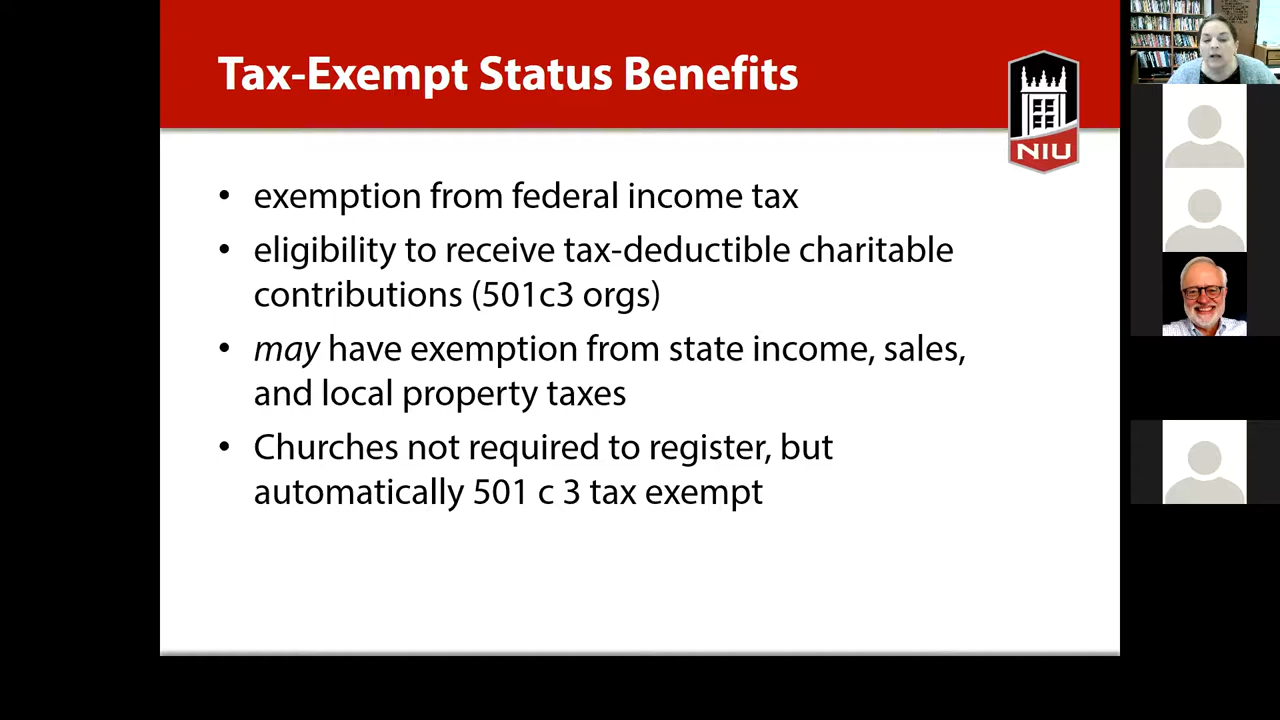 Tax-Exempt Status Benefits
NIU
• exemption from federal income tax
• eligibility to receive tax-deductible charitable
contributions (501c3 orgs)
• may have exemption from state income, sales,
and local property taxes
• Churches not required to register, but
automatically 501 c 3 tax exempt